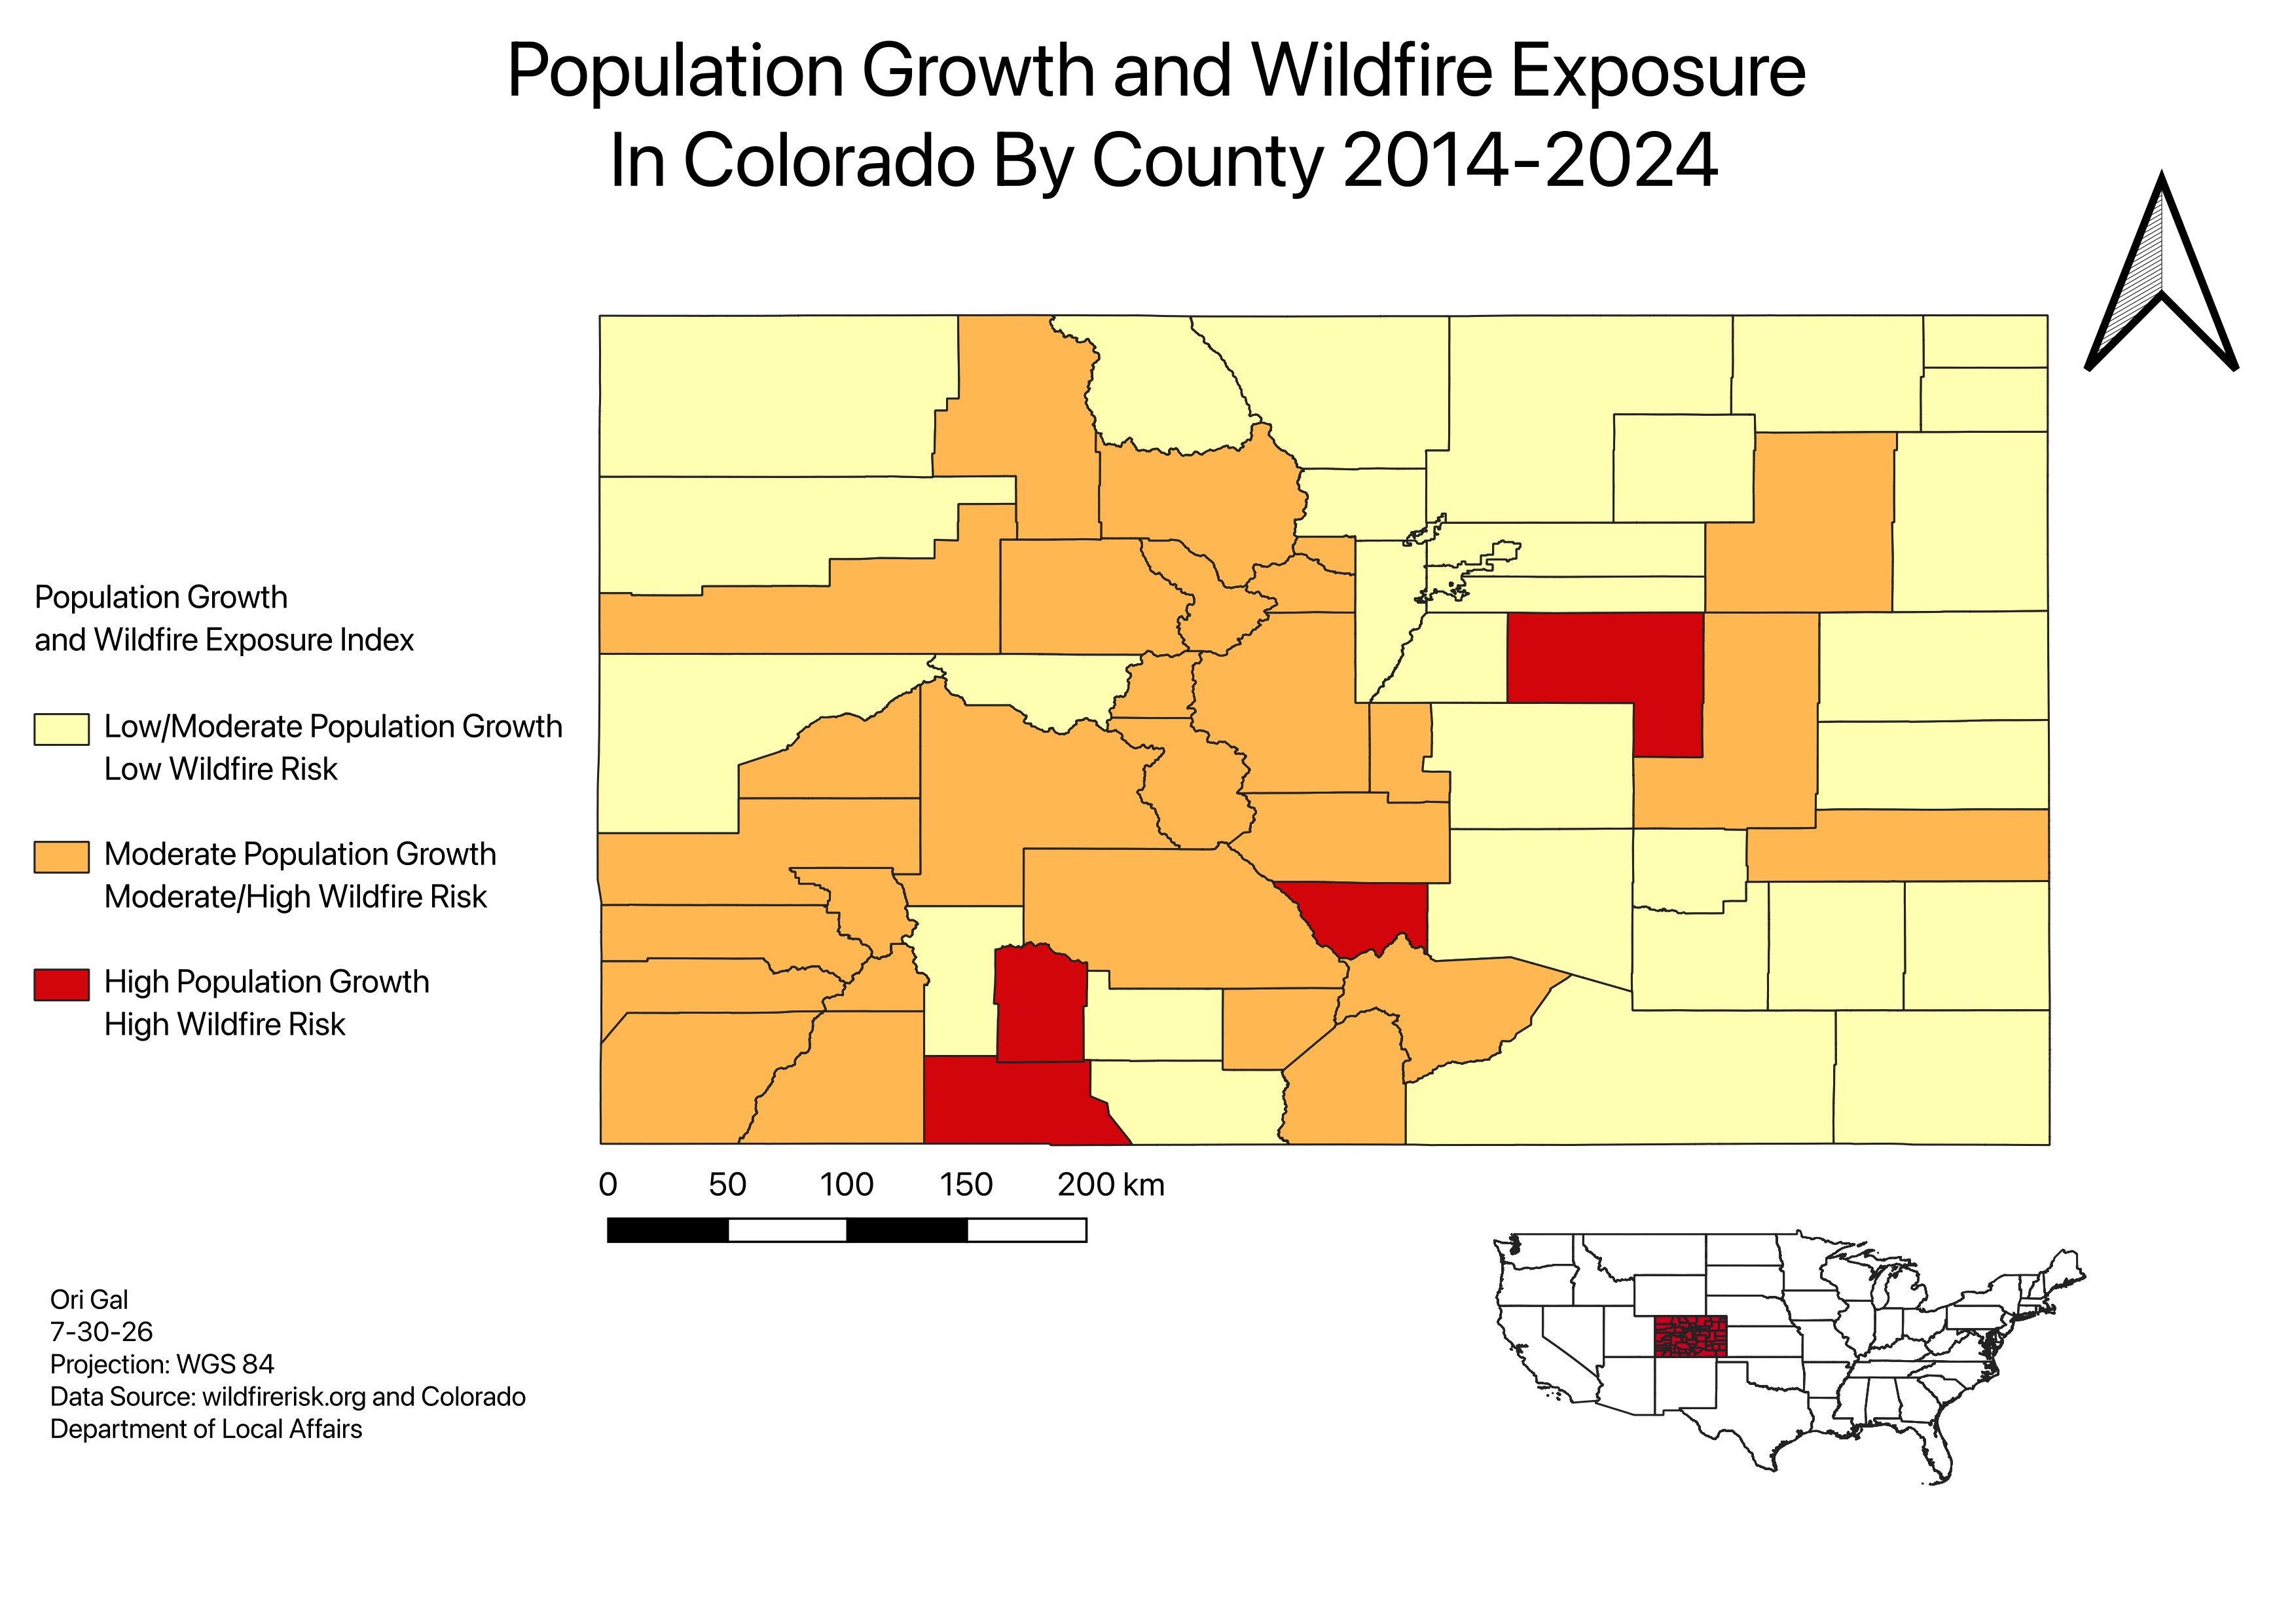 Population Growth and Wildfire Exposure
In Colorado By County 2014-2024
Population Growth
and Wildfire Exposure Index
Low/Moderate Population Growth
Low Wildfire Risk
Moderate Population Growth
Moderate/High Wildfire Risk
High Population Growth
High Wildfire Risk
0 50 100 150 200 km
Ori Gal
7-30-26
Projection: WGS 84
Data Source: wildfirerisk.org and Colorado
Department of Local Affairs